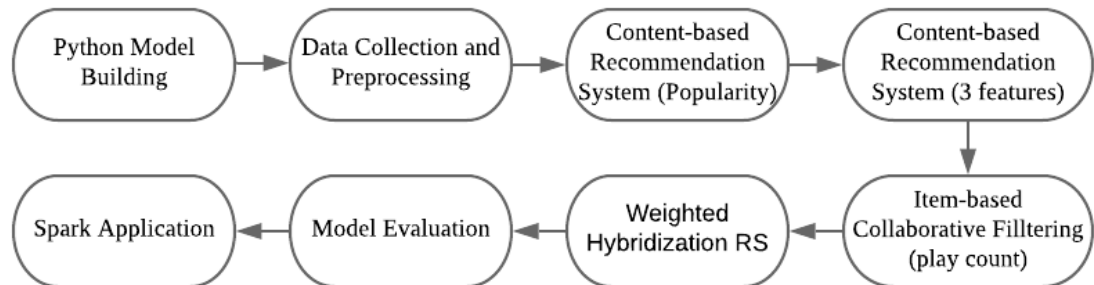 Python Model
Building
Data Collection and
Preprocessing
Content-based
Recommendation
System (Popularity)
Content-based
Recommendation
System (3 features)
Item-based
Collaborative Filltering
(play count)
Weighted
Hybridization RS
Model Evaluation
Spark Application